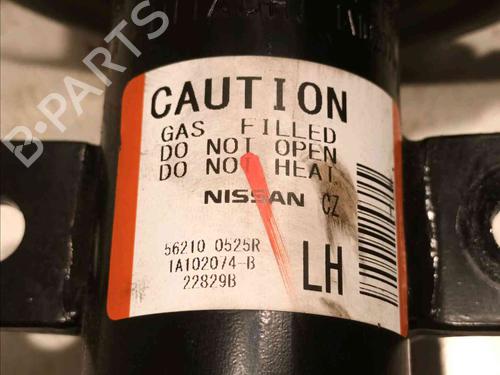 B-PARTS
CAUTION
GAS FILLED
DO NOT OPEN
DO NOT HEAT
NISSAN CZ
56210 0525R
1A102074-B
22829B
LH